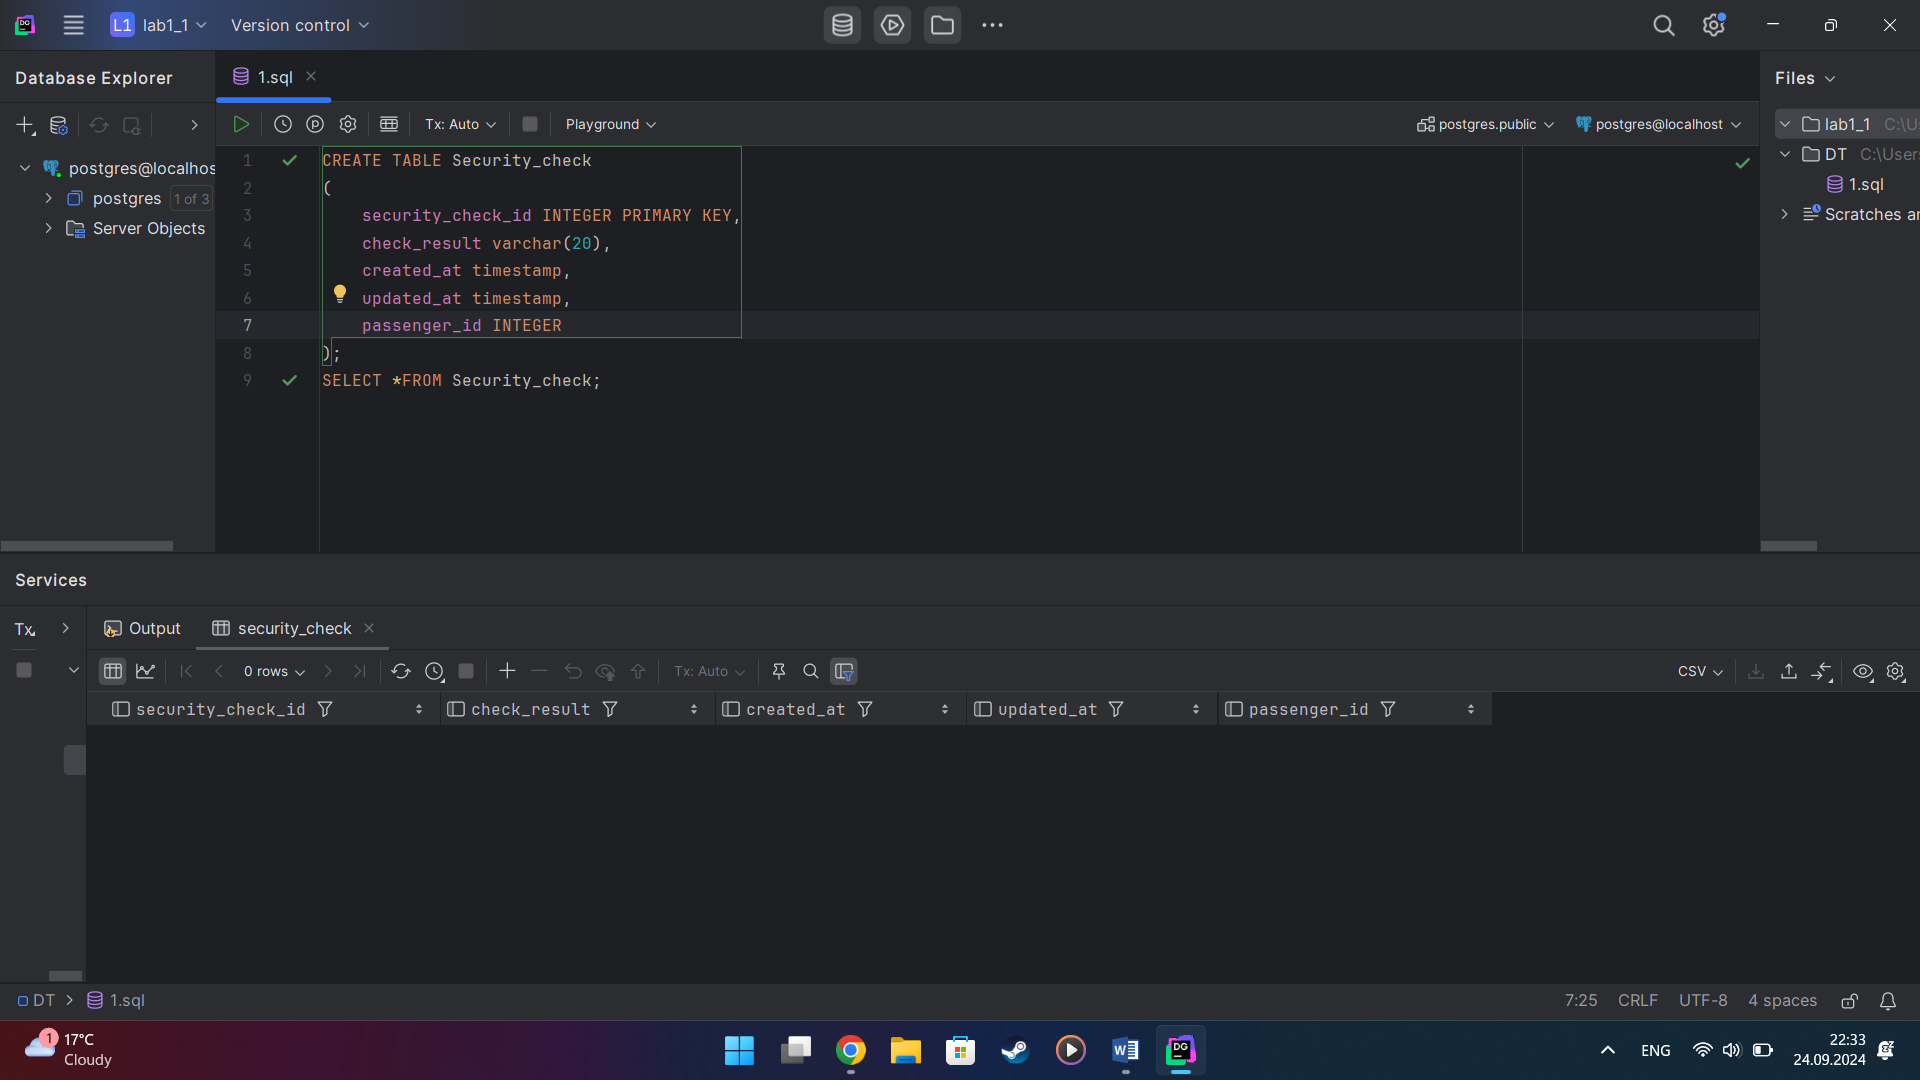 DG
L1 lab1_1
Version control
Database Explorer
1.sql
Files
Tx: Auto
Playground
postgres.public
postgres@localhost
postgres@localhos
postgres 1 of 3
Server Objects
1 CREATE TABLE Security_check
2 (
3 security_check_id INTEGER PRIMARY KEY,
4 check_result varchar(20),
5 created_at timestamp,
6 updated_at timestamp,
7 passenger_id INTEGER
8 );
9 SELECT *FROM Security_check;
lab1_1 C:\U
DT C:\Users
1.sql
Scratches a
Services
Tx
Output
security_check
0 rows
Tx: Auto
CSV
security_check_id check_result created_at updated_at passenger_id
DT > 1.sql
7:25 CRLF UTF-8 4 spaces
1
17°C
Cloudy
W
DG
ENG
22:33
24.09.2024